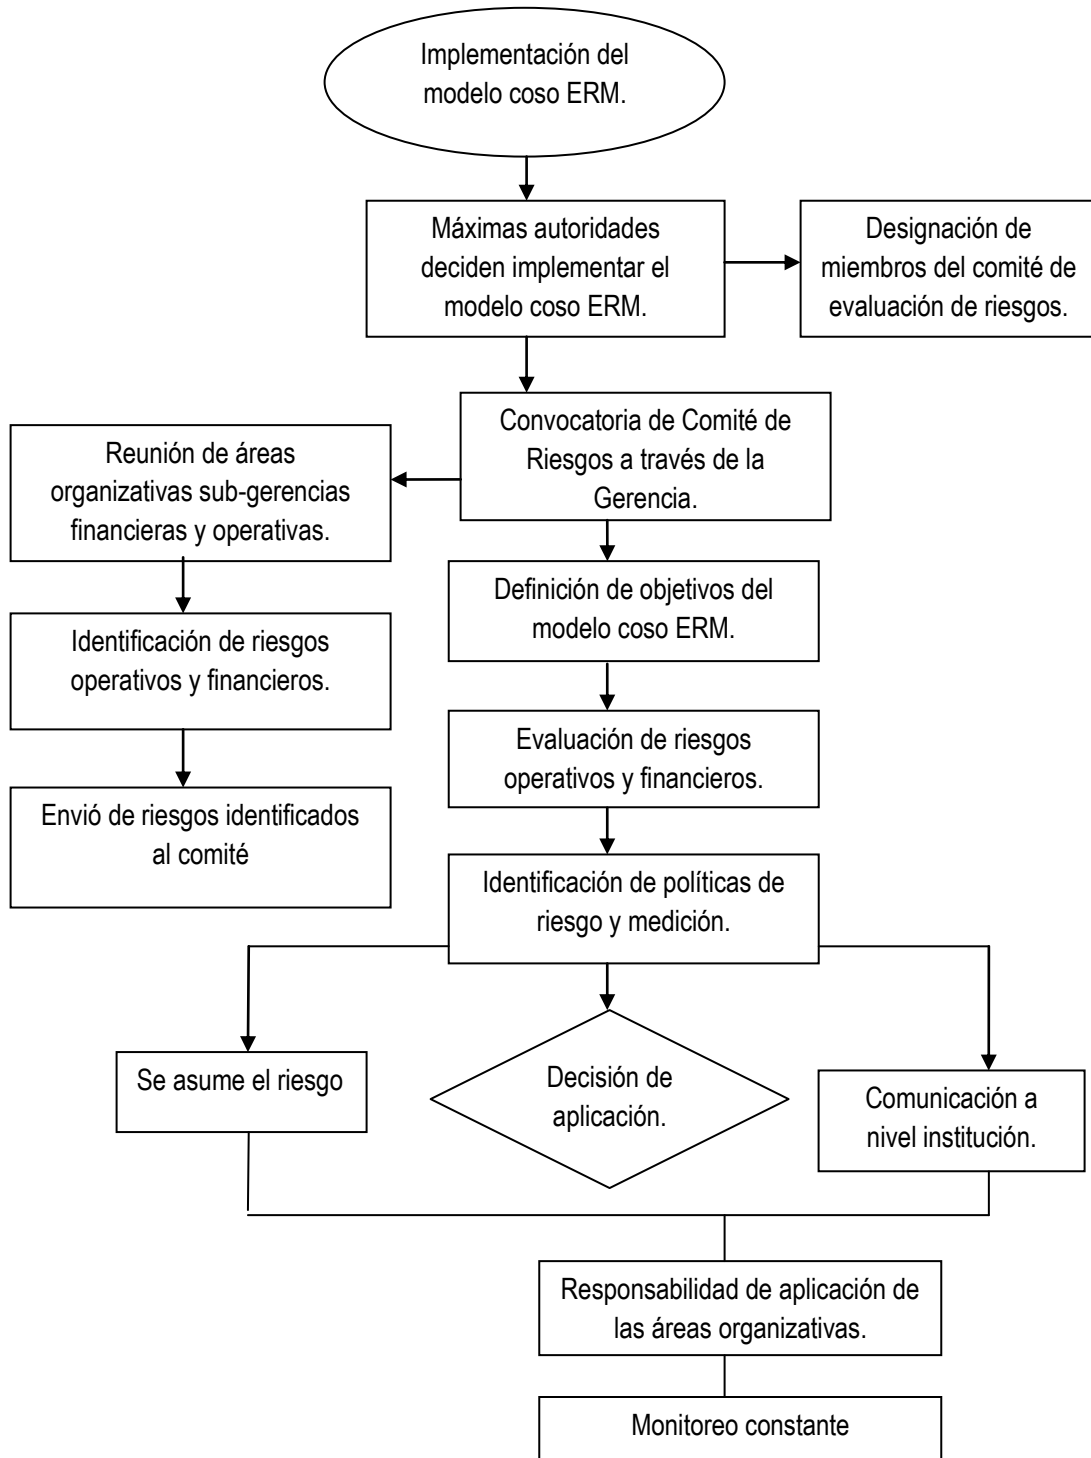 Implementación del
modelo coso ERM.
Máximas autoridades
deciden implementar el
modelo coso ERM.
Designación de
miembros del comité de
evaluación de riesgos.
Convocatoria de Comité de
Riesgos a través de la
Gerencia.
Reunión de áreas
organizativas sub-gerencias
financieras y operativas.
Definición de objetivos del
modelo coso ERM.
Identificación de riesgos
operativos y financieros.
Evaluación de riesgos
operativos y financieros.
Envió de riesgos identificados
al comité
Identificación de políticas de
riesgo y medición.
Se asume el riesgo
Decisión de
aplicación.
Comunicación a
nivel institución.
Responsabilidad de aplicación de
las áreas organizativas.
Monitoreo constante